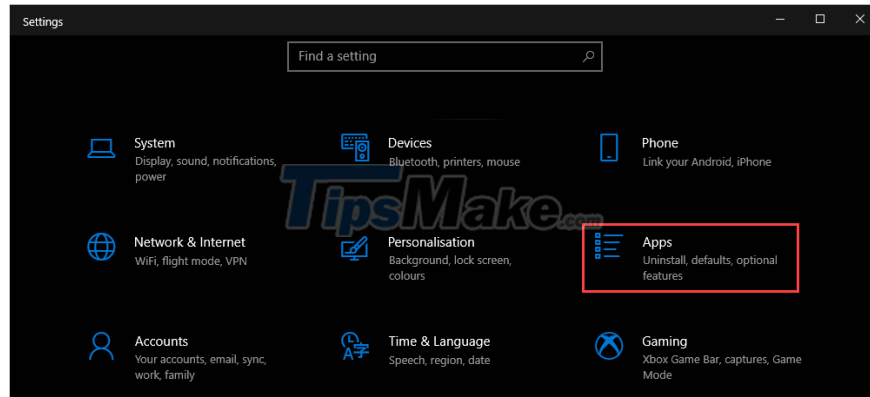 Settings
Find a setting
System
Display, sound, notifications,
power
Devices
Bluetooth, printers, mouse
Phone
Link your Android, iPhone
TipsMake.com
Network & Internet
WiFi, flight mode, VPN
Personalisation
Background, lock screen,
colours
Apps
Uninstall, defaults, optional
features
Accounts
Your accounts, email, sync,
work, family
Time & Language
Speech, region, date
Gaming
Xbox Game Bar, captures, Game
Mode